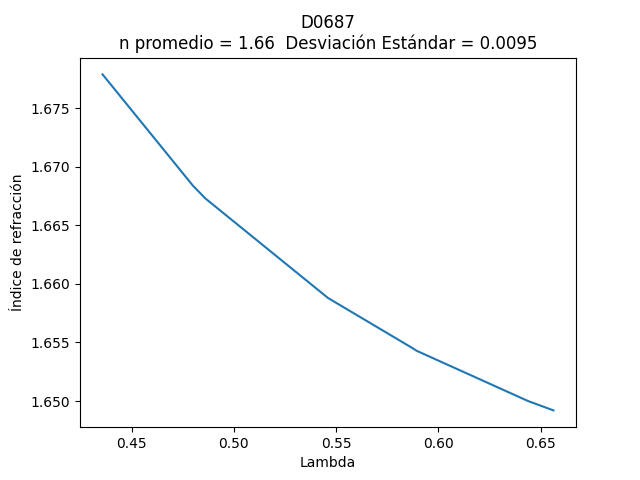 D0687
n promedio = 1.66  Desviación Estándar = 0.0095
1.675
1.670
1.665
1.660
1.655
1.650
Índice de refracción
0.45 0.50 0.55 0.60 0.65
Lambda